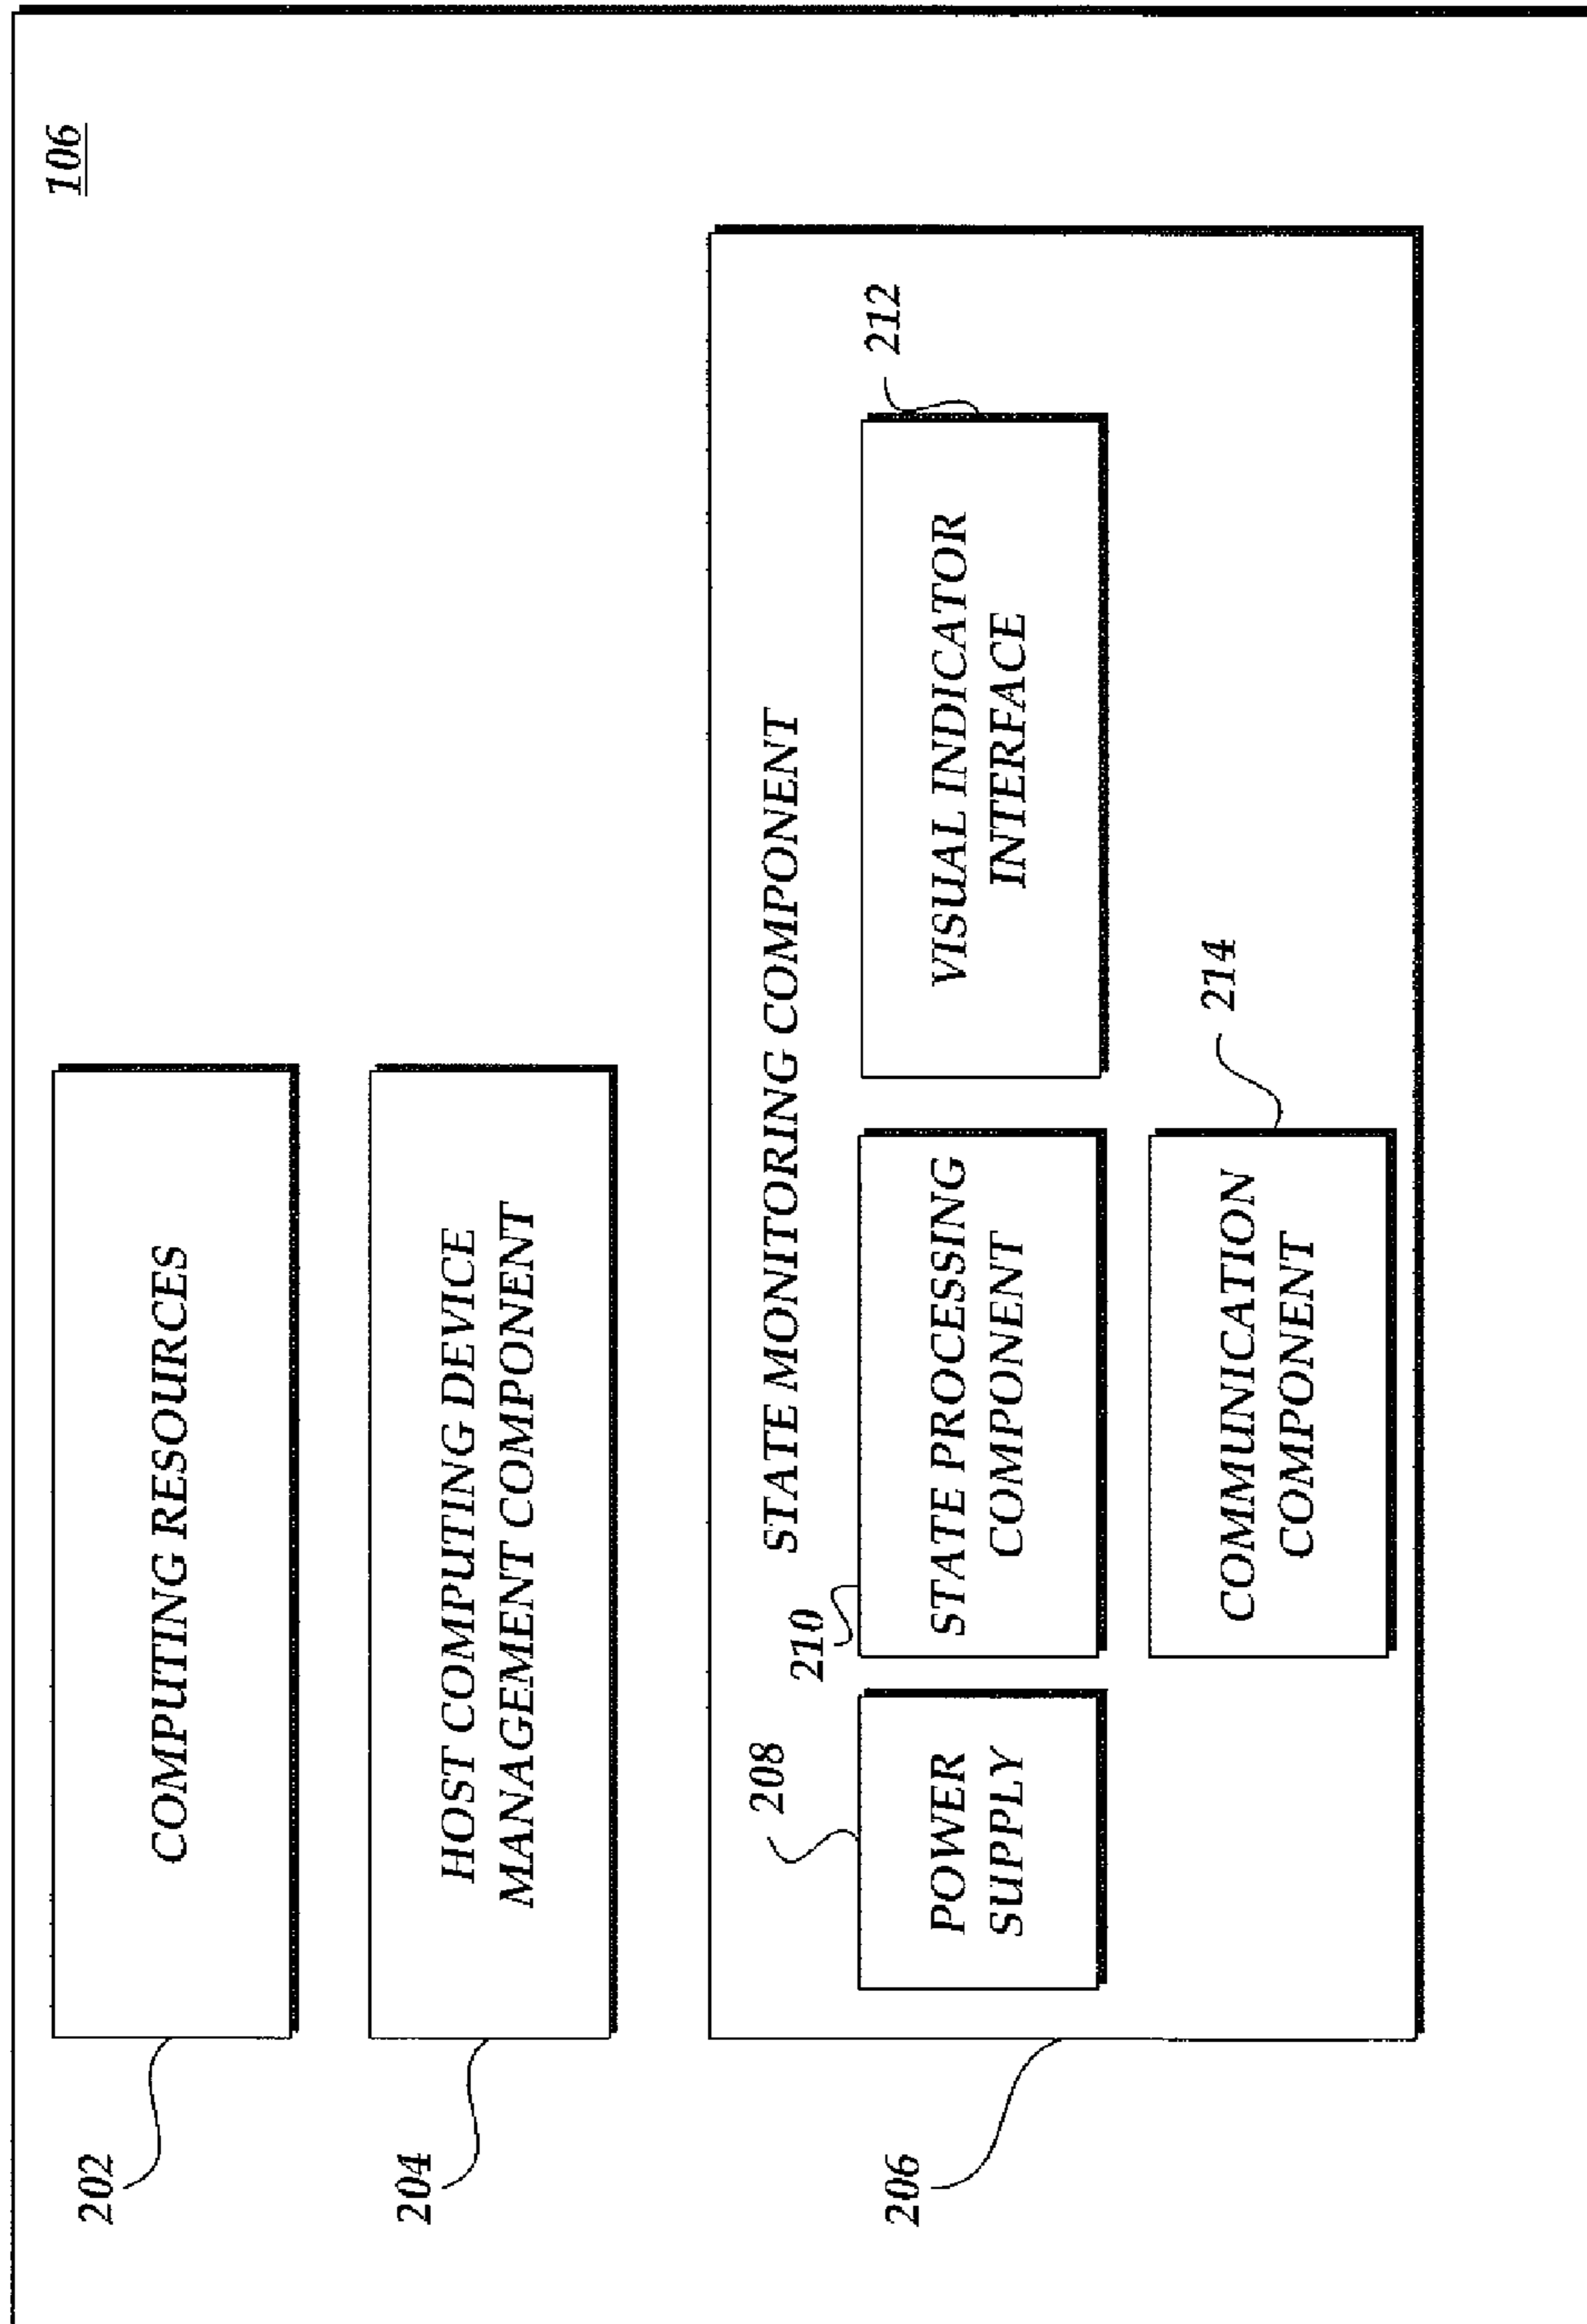 106
202
COMPUTING RESOURCES
204
HOST COMPUTING DEVICE
MANAGEMENT COMPONENT
206
STATE MONITORING COMPONENT
208
POWER
SUPPLY
210
STATE PROCESSING
COMPONENT
212
VISUAL INDICATOR
INTERFACE
214
COMMUNICATION
COMPONENT